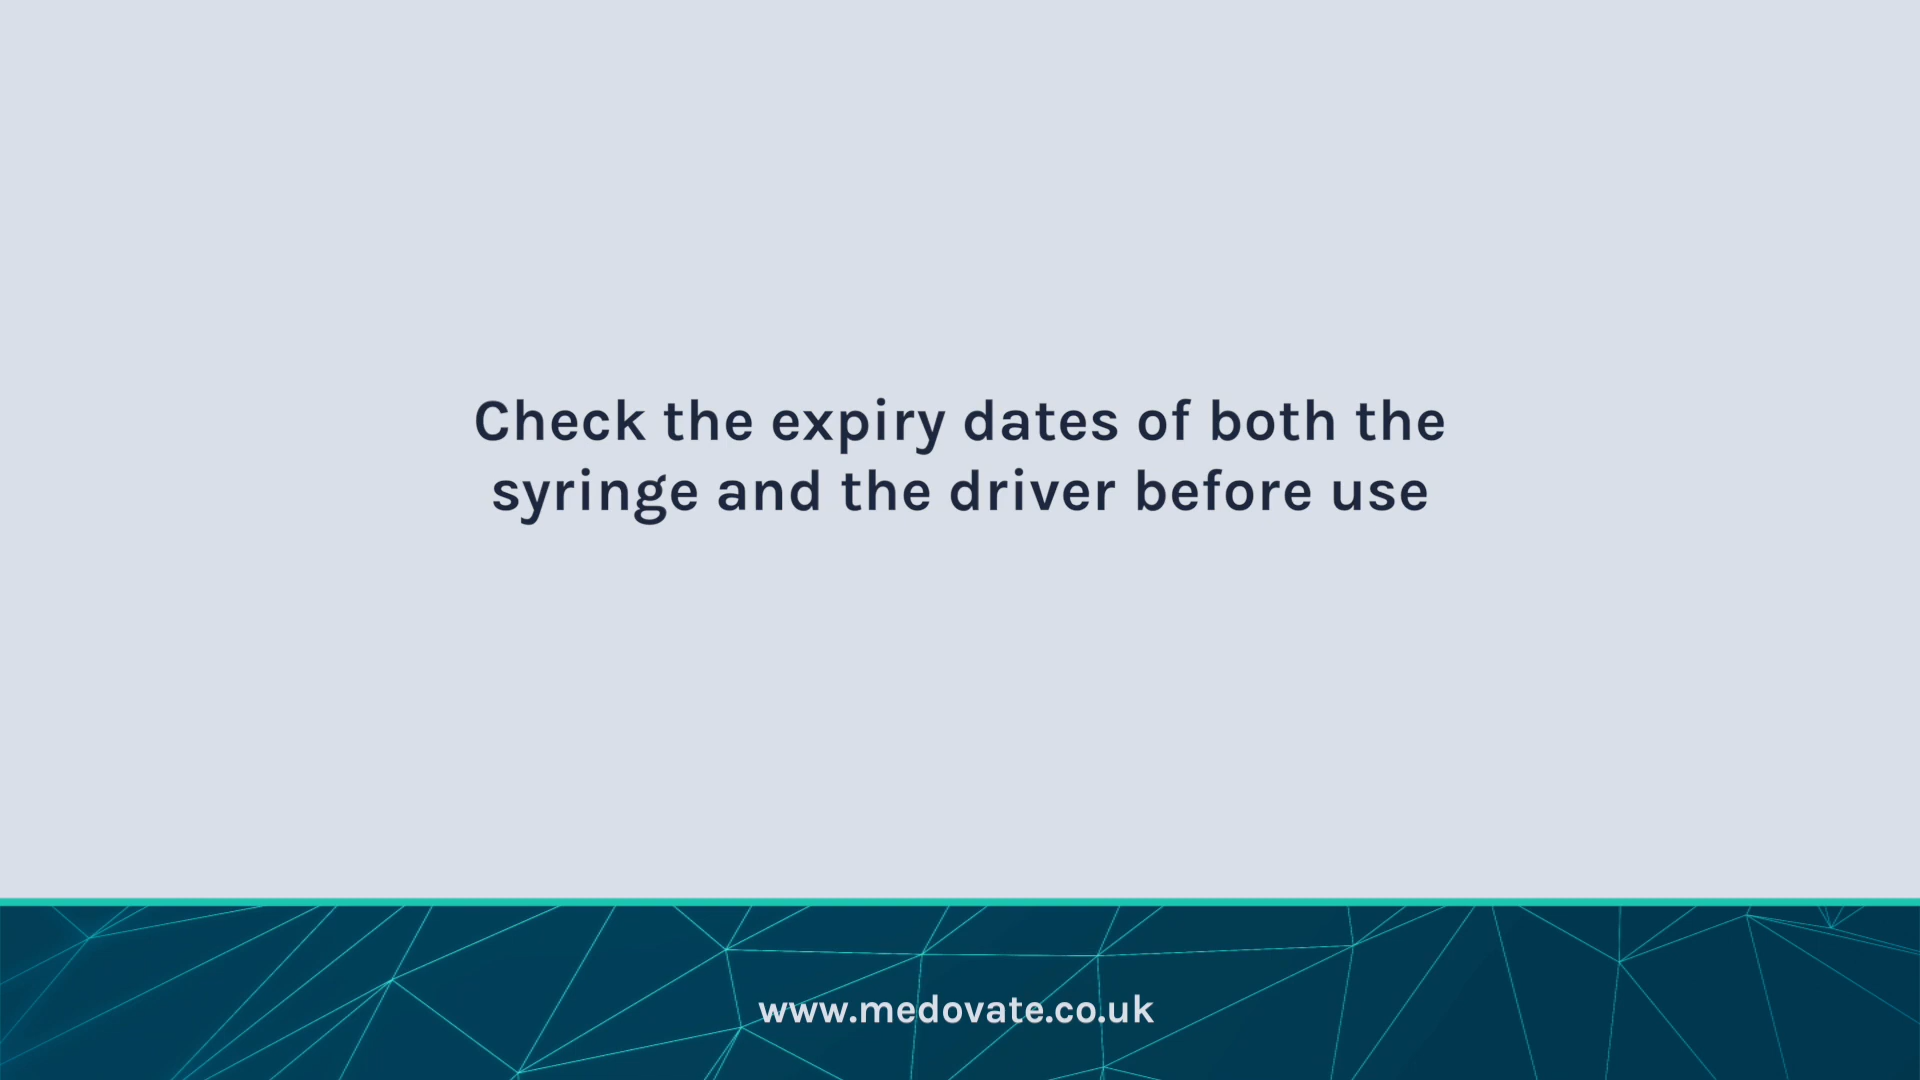 Check the expiry dates of both the
syringe and the driver before use
www.medovate.co.uk